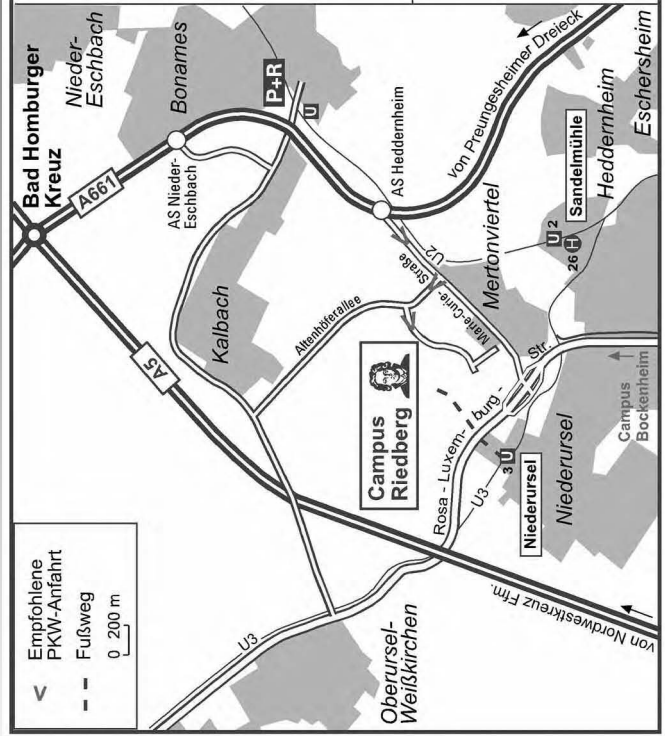 Empfohlene
PKW-Anfahrt
Fußweg
0 200 m
Bad Homburger
Kreuz
Nieder-
Eschbach
Bonames
A661
AS Nieder-
Eschbach
P+R
U
A5
Kalbach
AS Heddernheim
von Preungesheimer Dreieck
U2
Altenhöferallee
Marie-Curie-
Straße
Mertonviertel
Sandelmühle
U 2
26 H
Heddernheim
Eschersheim
Campus
Riedberg
Rosa - Luxem- burg - Str.
U3
U3
3 U
Niederursel
Niederursel
Campus
Bockenheim
Oberursel-
Weißkirchen
von Nordwestkreuz Ffm.